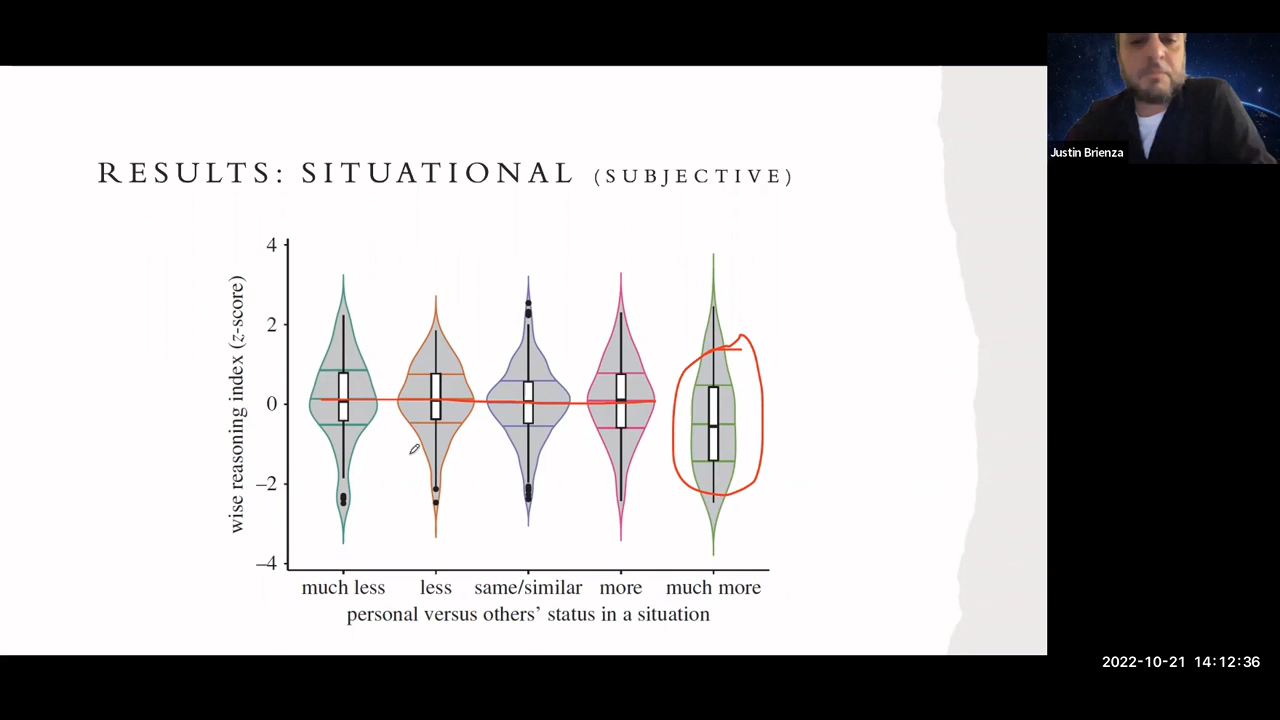 Justin Brienza
RESULTS: SITUATIONAL (SUBJECTIVE)
wise reasoning index (z-score)
4
2
0
–2
–4
much less less same/similar more much more
personal versus others’ status in a situation
2022-10-21 14:12:36